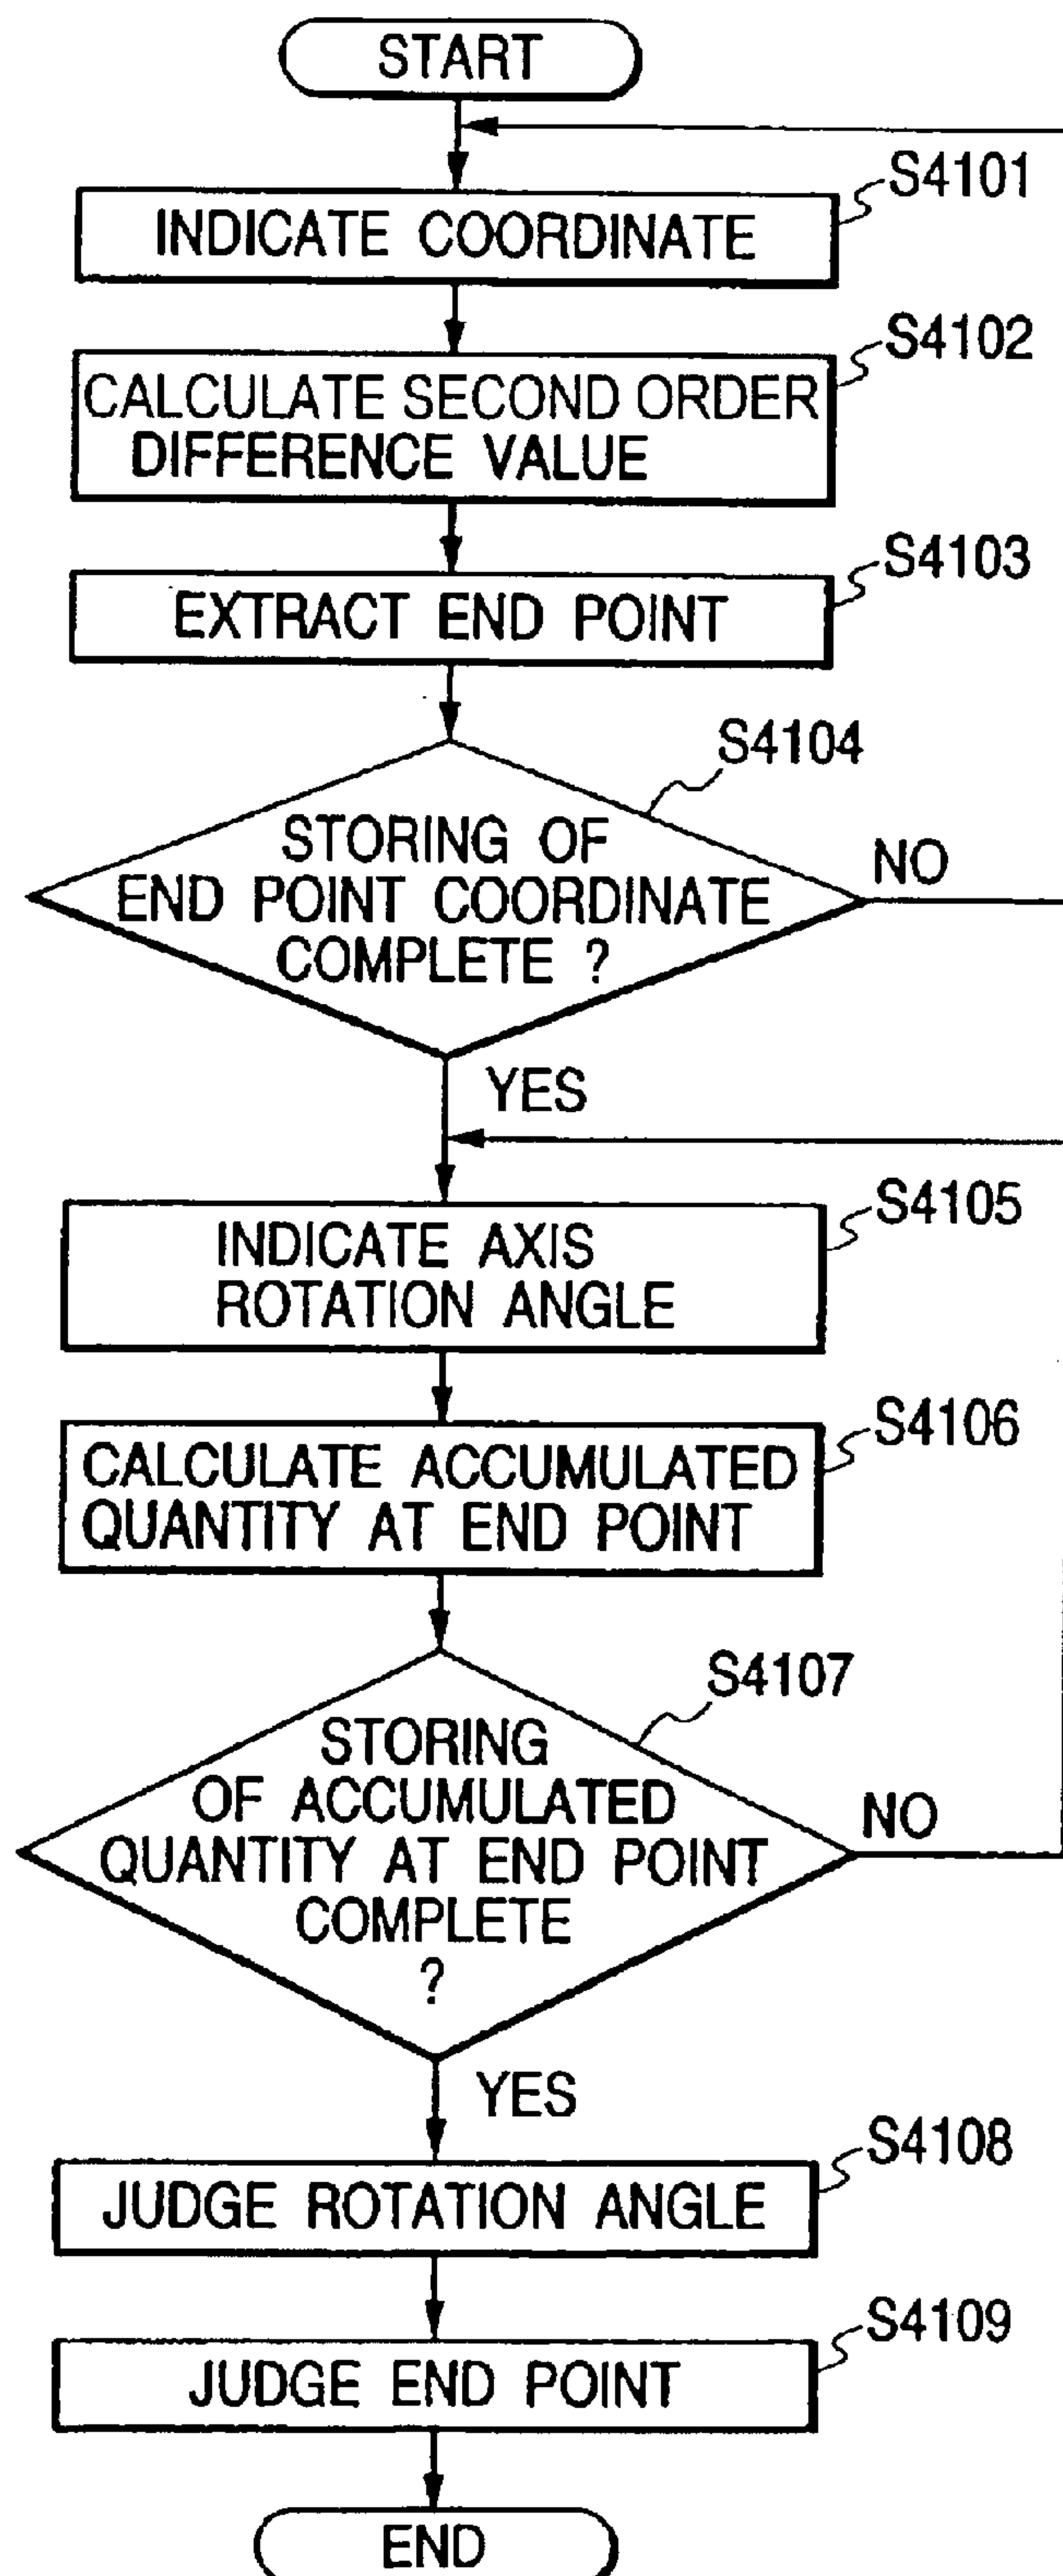 START
S4101
INDICATE COORDINATE
S4102
CALCULATE SECOND ORDER
DIFFERENCE VALUE
S4103
EXTRACT END POINT
S4104
STORING OF
END POINT COORDINATE
COMPLETE ?
NO
YES
S4105
INDICATE AXIS
ROTATION ANGLE
S4106
CALCULATE ACCUMULATED
QUANTITY AT END POINT
S4107
STORING
OF ACCUMULATED
QUANTITY AT END POINT
COMPLETE
?
NO
YES
S4108
JUDGE ROTATION ANGLE
S4109
JUDGE END POINT
END